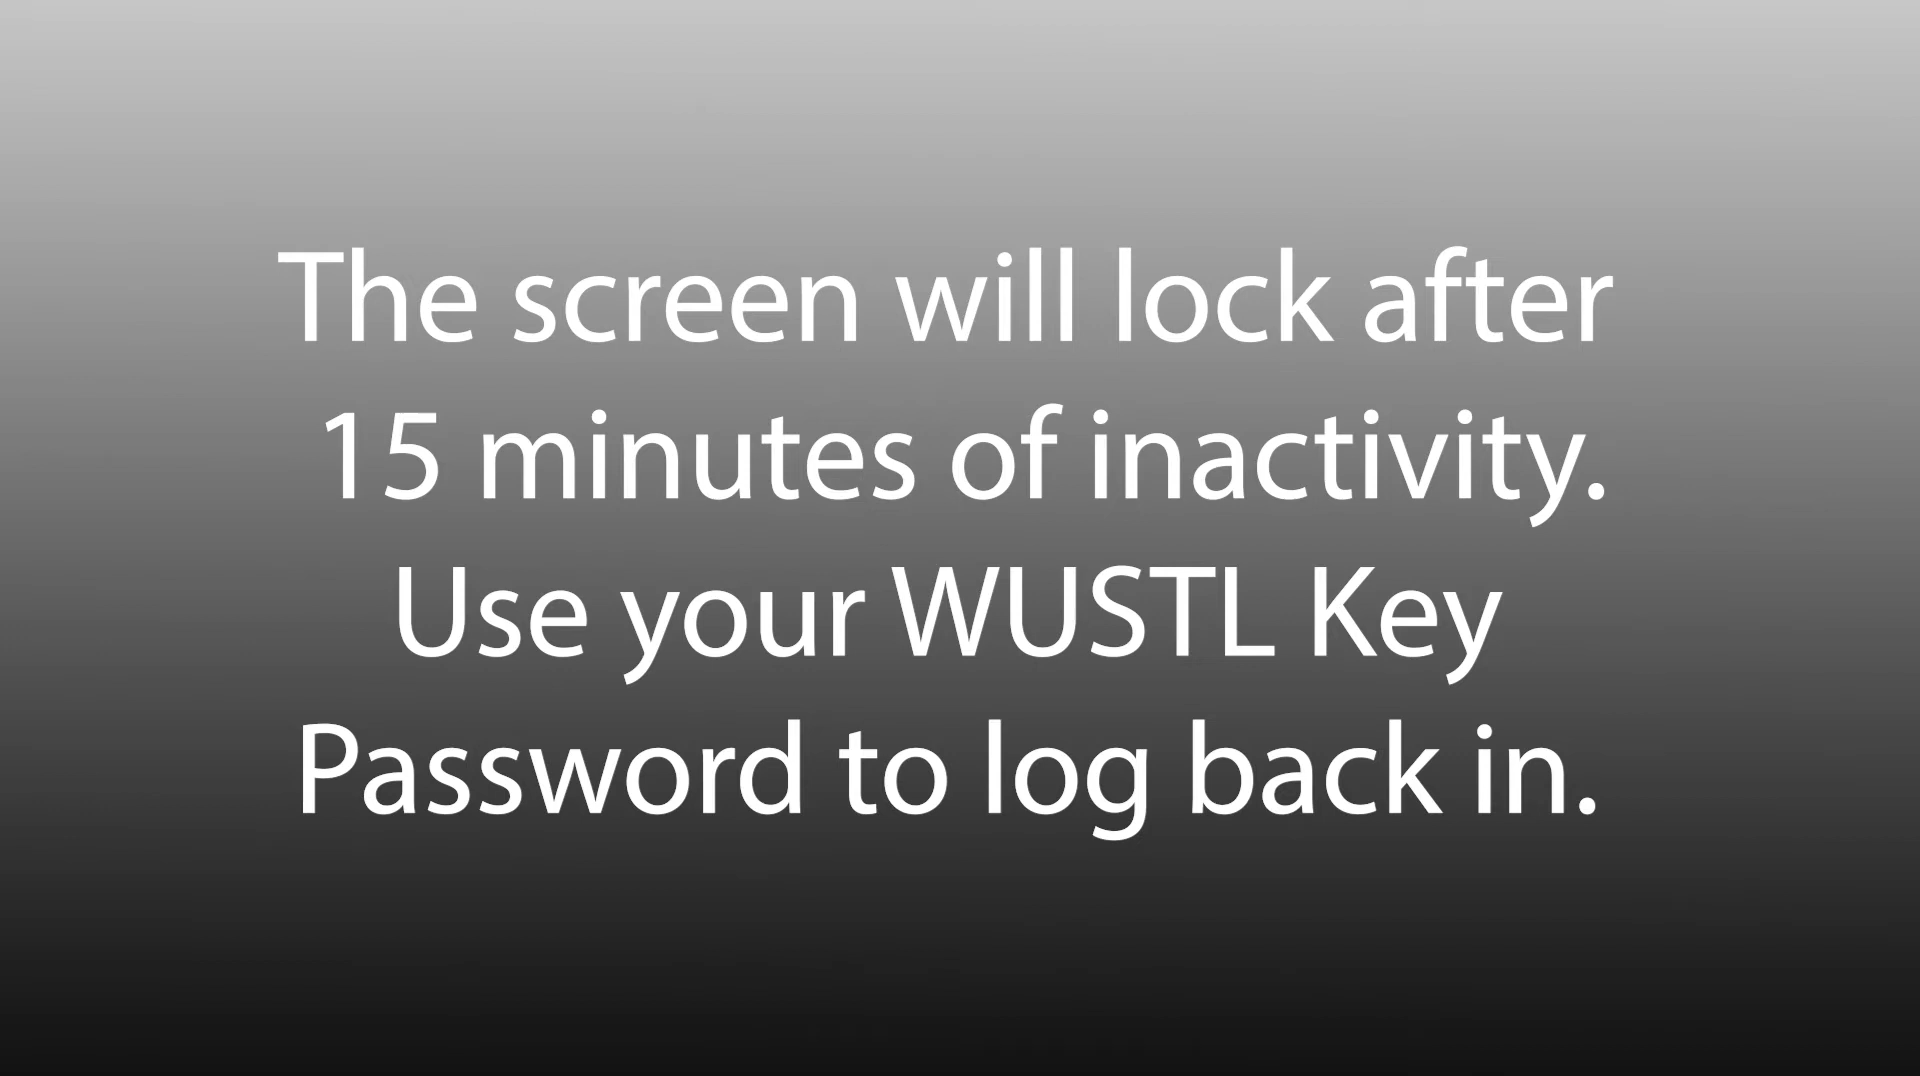 The screen will lock after
15 minutes of inactivity.
Use your WUSTL Key
Password to log back in.